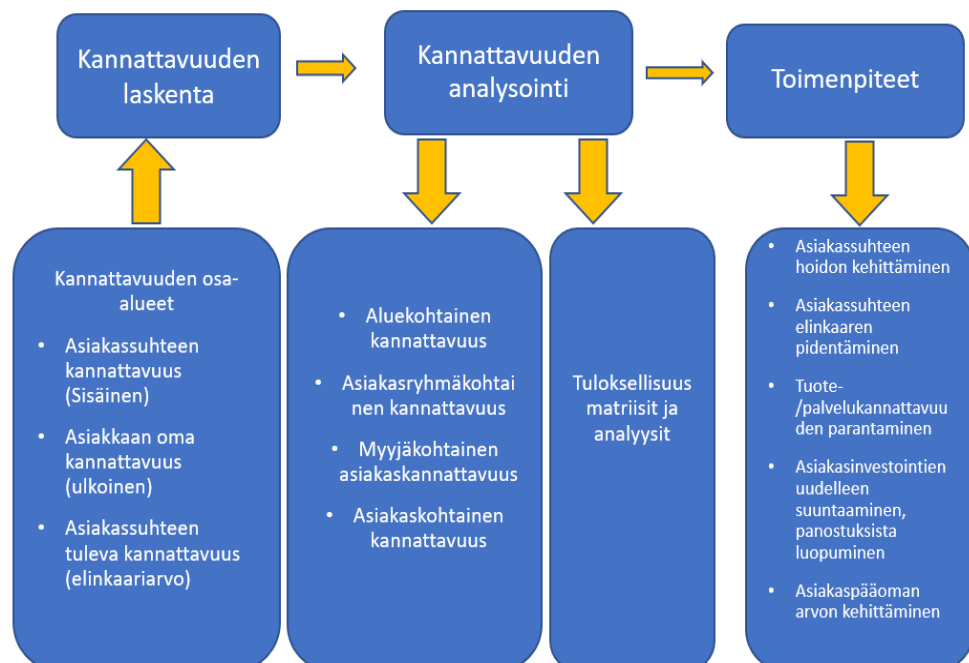 Kannattavuuden
laskenta
Kannattavuuden
analysointi
Toimenpiteet
Kannattavuuden osa-
alueet
• Asiakassuhteen
kannattavuus
(Sisäinen)
• Asiakkaan oma
kannattavuus
(ulkoinen)
• Asiakassuhteen
tuleva kannattavuus
(elinkaariarvo)
• Aluekohtainen
kannattavuus
• Asiakasryhmäkohtai
nen kannattavuus
• Myyjäkohtainen
asiakaskannattavuus
• Asiakaskohtainen
kannattavuus
Tuloksellisuus
matriisit ja
analyysit
• Asiakassuhteen
hoidon kehittäminen
• Asiakassuhteen
elinkaaren
pidentäminen
• Tuote-
/palvelukannattavuu
den parantaminen
• Asiakasinvestointien
uudelleen
suuntaaminen,
panostuksista
luopuminen
• Asiakaspääoman
arvon kehittäminen